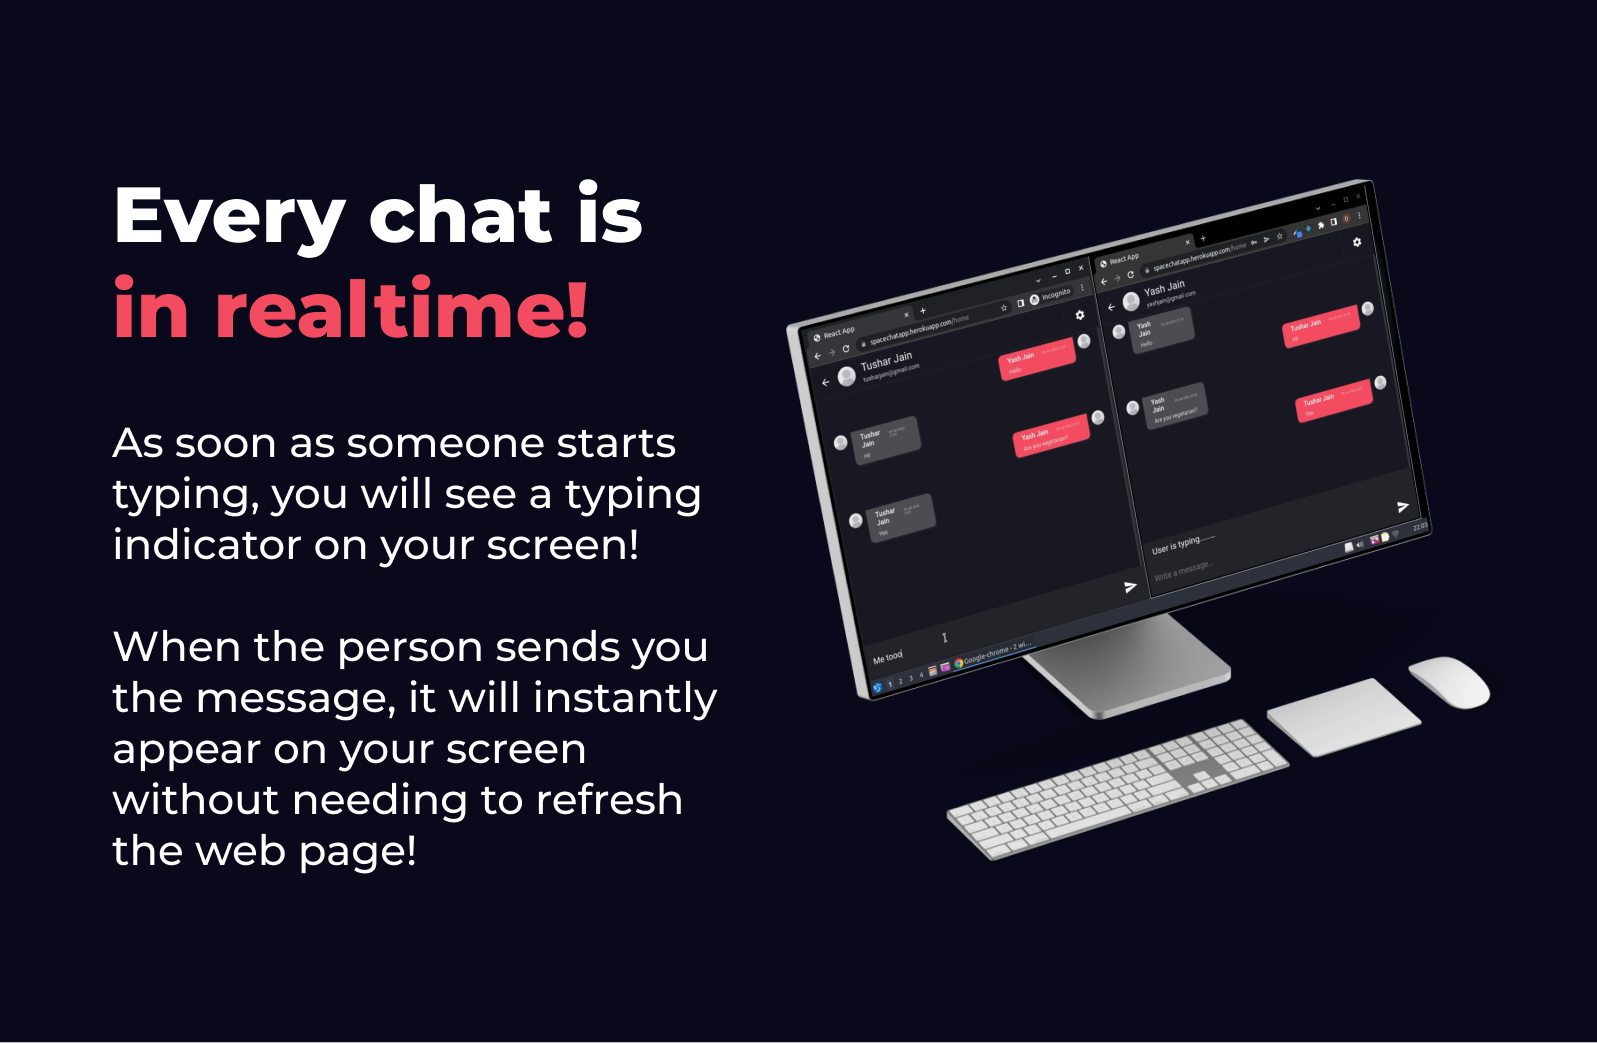 Every chat is
in realtime!
As soon as someone starts
typing, you will see a typing
indicator on your screen!
When the person sends you
the message, it will instantly
appear on your screen
without needing to refresh
the web page!
React App
spacechatapp.herokuapp.com/home
Incognito
Tushar Jain
tusharjain@gmail.com
Yash Jain
Hello
Tushar
Jain
Hi!
Yash Jain
Are you vegetarian?
Tushar
Jain
Yes
Me tooo
1 2 3 4
Google-chrome - 2 wi...
React App
spacechatapp.herokuapp.com/home
D
Yash Jain
yashjain@gmail.com
Yash
Jain
Hello
Tushar Jain
Hi!
Yash
Jain
Are you vegetarian?
Tushar Jain
Yes
User is typing........
Write a message...
22:03